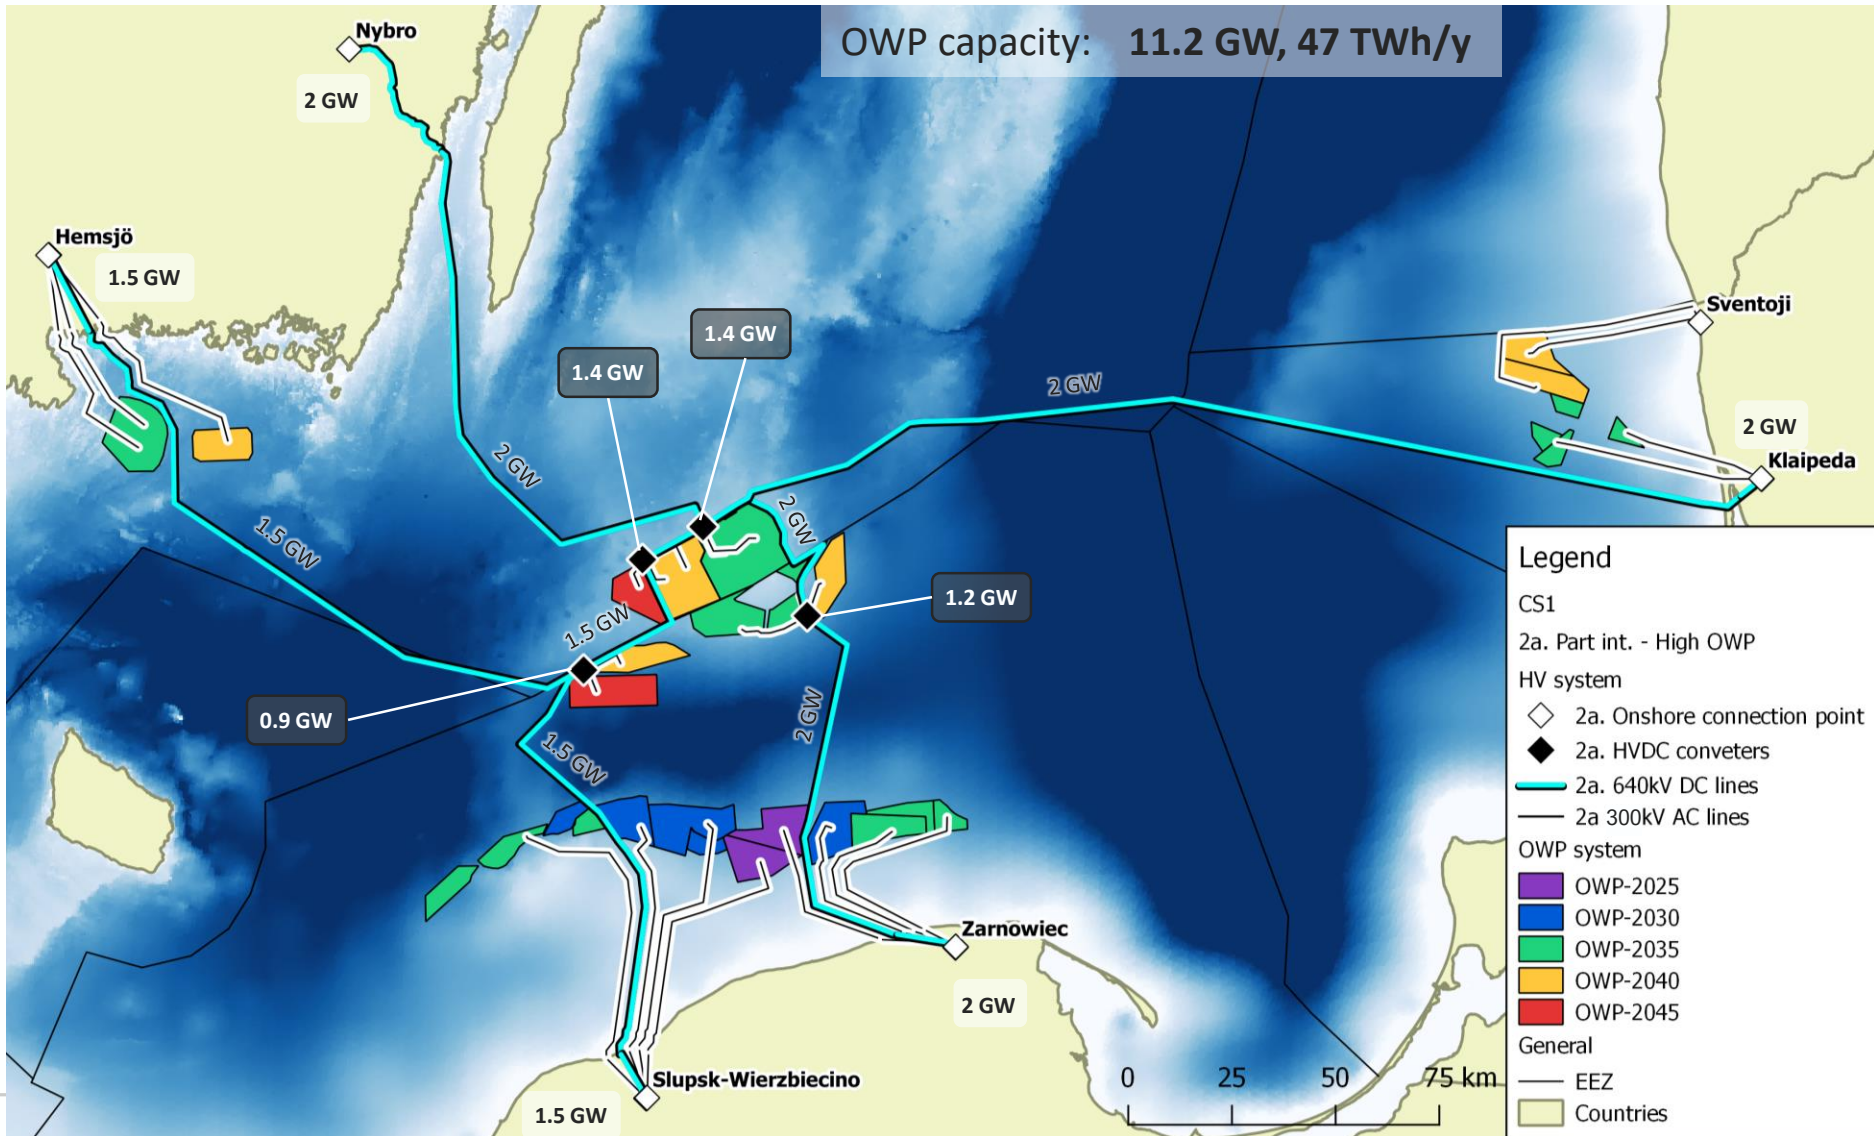 OWP capacity: 11.2 GW, 47 TWh/y
Nybro
2 GW
Hemsjö
1.5 GW
Sventoji
1.4 GW
1.4 GW
2 GW
2 GW
Klaipeda
2 GW
2 GW
1.5 GW
1.2 GW
1.5 GW
0.9 GW
2 GW
1.5 GW
Zarnowiec
2 GW
Slupsk-Wierzbiecino
1.5 GW
0 25 50 75 km
Legend
CS1
2a. Part int. - High OWP
HV system
2a. Onshore connection point
2a. HVDC conveters
2a. 640kV DC lines
2a 300kV AC lines
OWP system
OWP-2025
OWP-2030
OWP-2035
OWP-2040
OWP-2045
General
EEZ
Countries